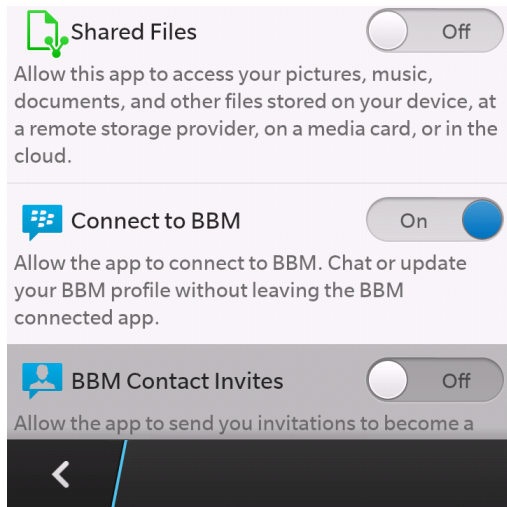 Shared Files
Off
Allow this app to access your pictures, music,
documents, and other files stored on your device, at
a remote storage provider, on a media card, or in the
cloud.
Connect to BBM
On
Allow the app to connect to BBM. Chat or update
your BBM profile without leaving the BBM
connected app.
BBM Contact Invites
Off
Allow the app to send you invitations to become a